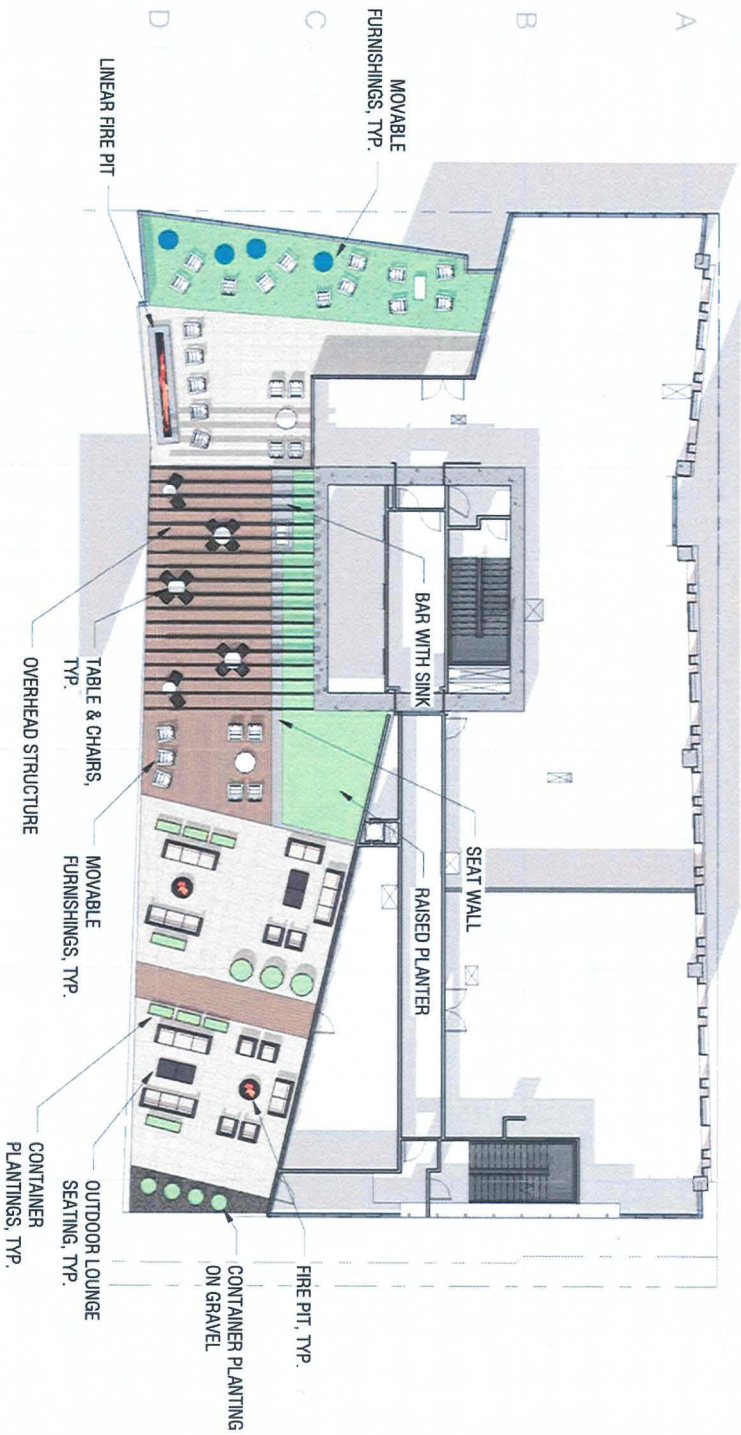 A
B
C
D
MOVABLE
FURNISHINGS, TYP.
LINEAR FIRE PIT
BAR WITH SINK
SEAT WALL
RAISED PLANTER
TABLE & CHAIRS,
TYP.
OVERHEAD STRUCTURE
MOVABLE
FURNISHINGS, TYP.
FIRE PIT, TYP.
CONTAINER PLANTING
ON GRAVEL
OUTDOOR LOUNGE
SEATING, TYP.
CONTAINER
PLANTINGS, TYP.